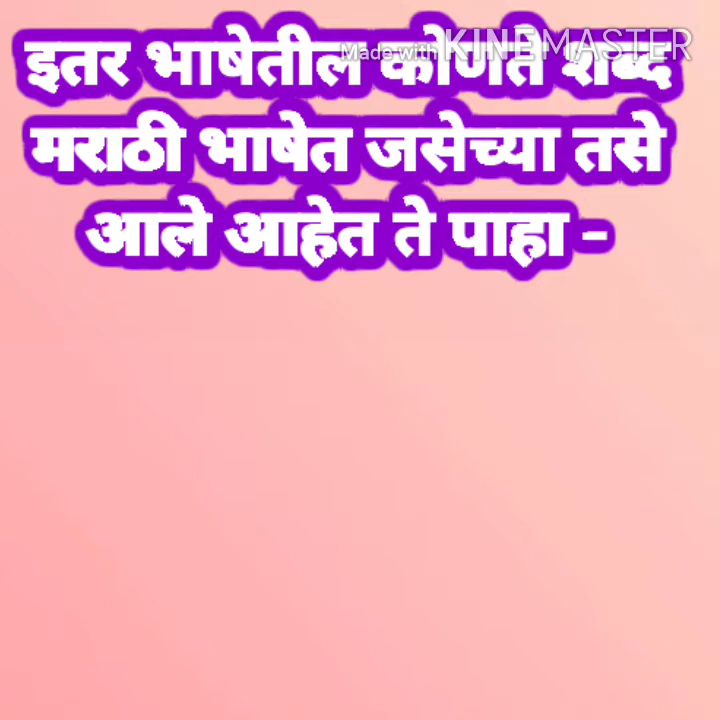 Made with KINEMASTER
इतर भाषेतील कोणते शब्द
मराठी भाषेत जसेच्या तसे
आले आहेत ते पाहा -